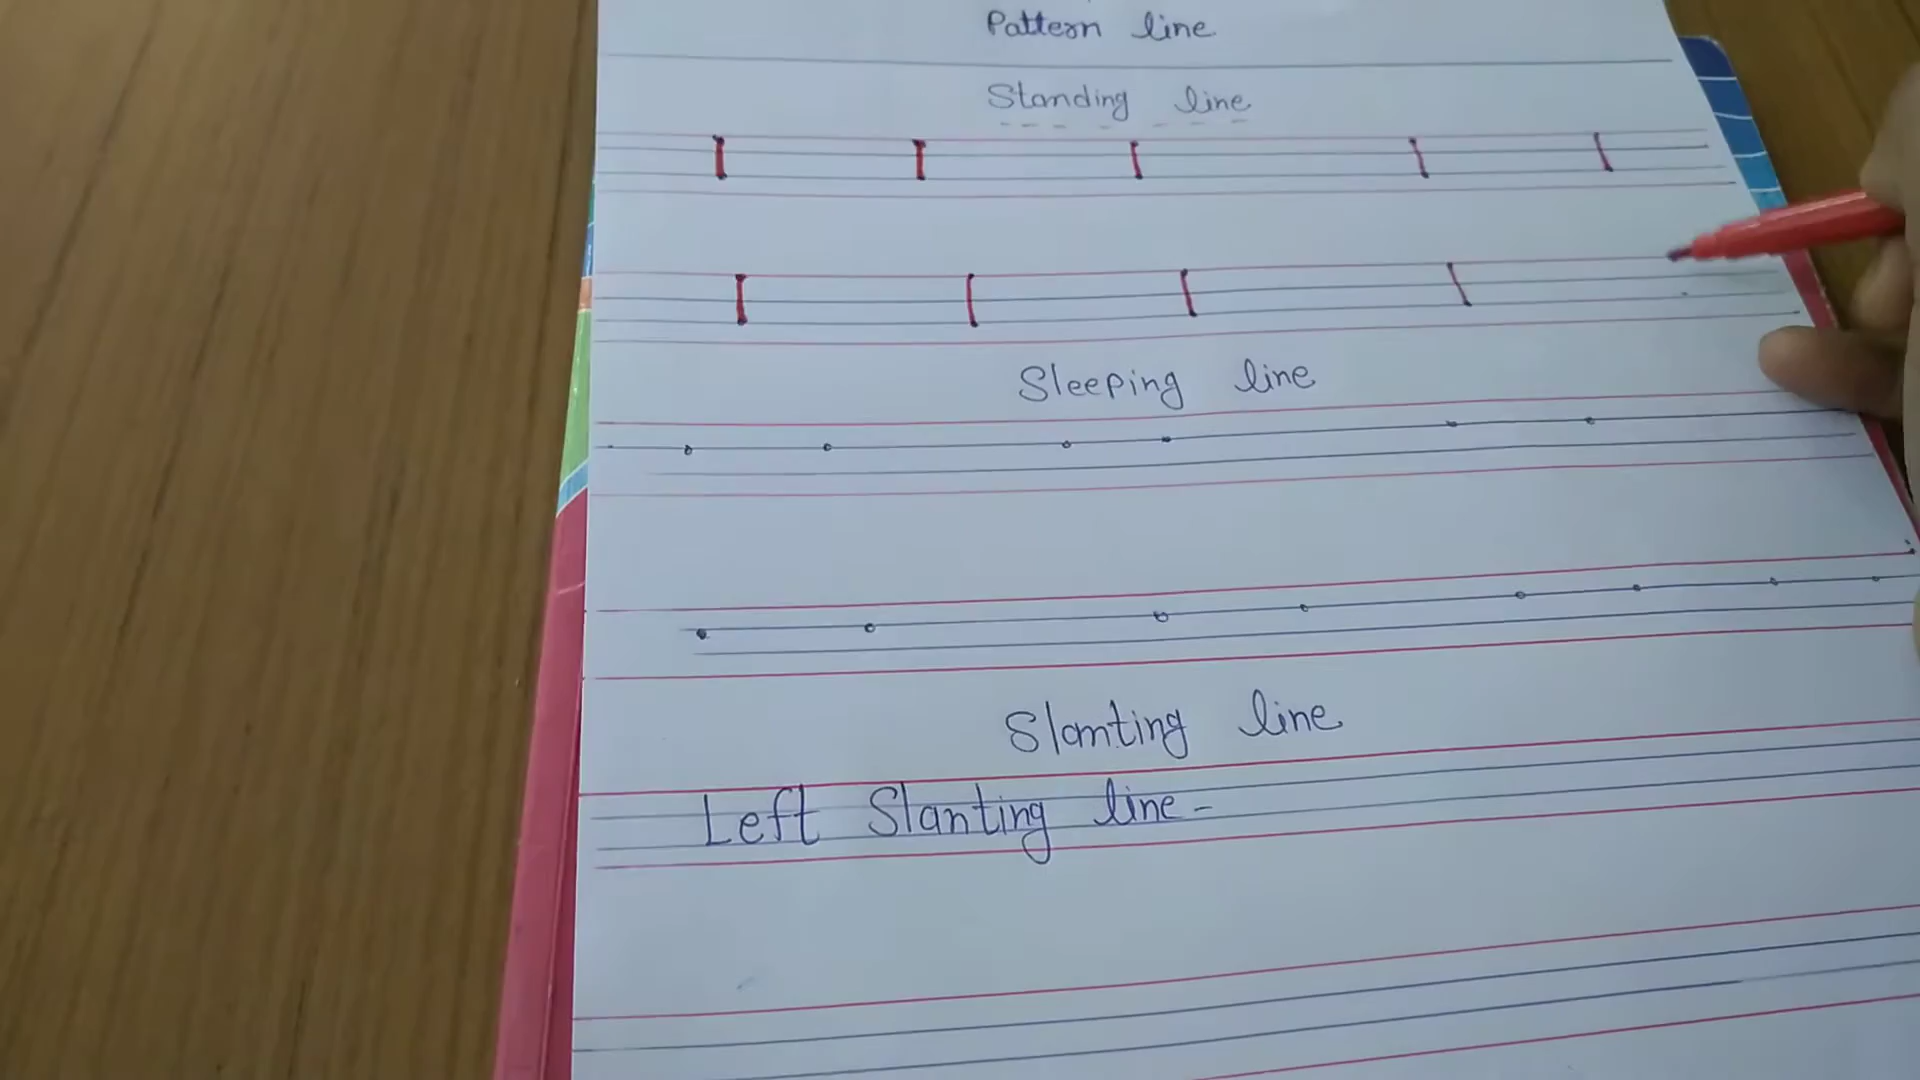 Pattern line
Standing line
Sleeping line
Slanting line
Left Slanting line-